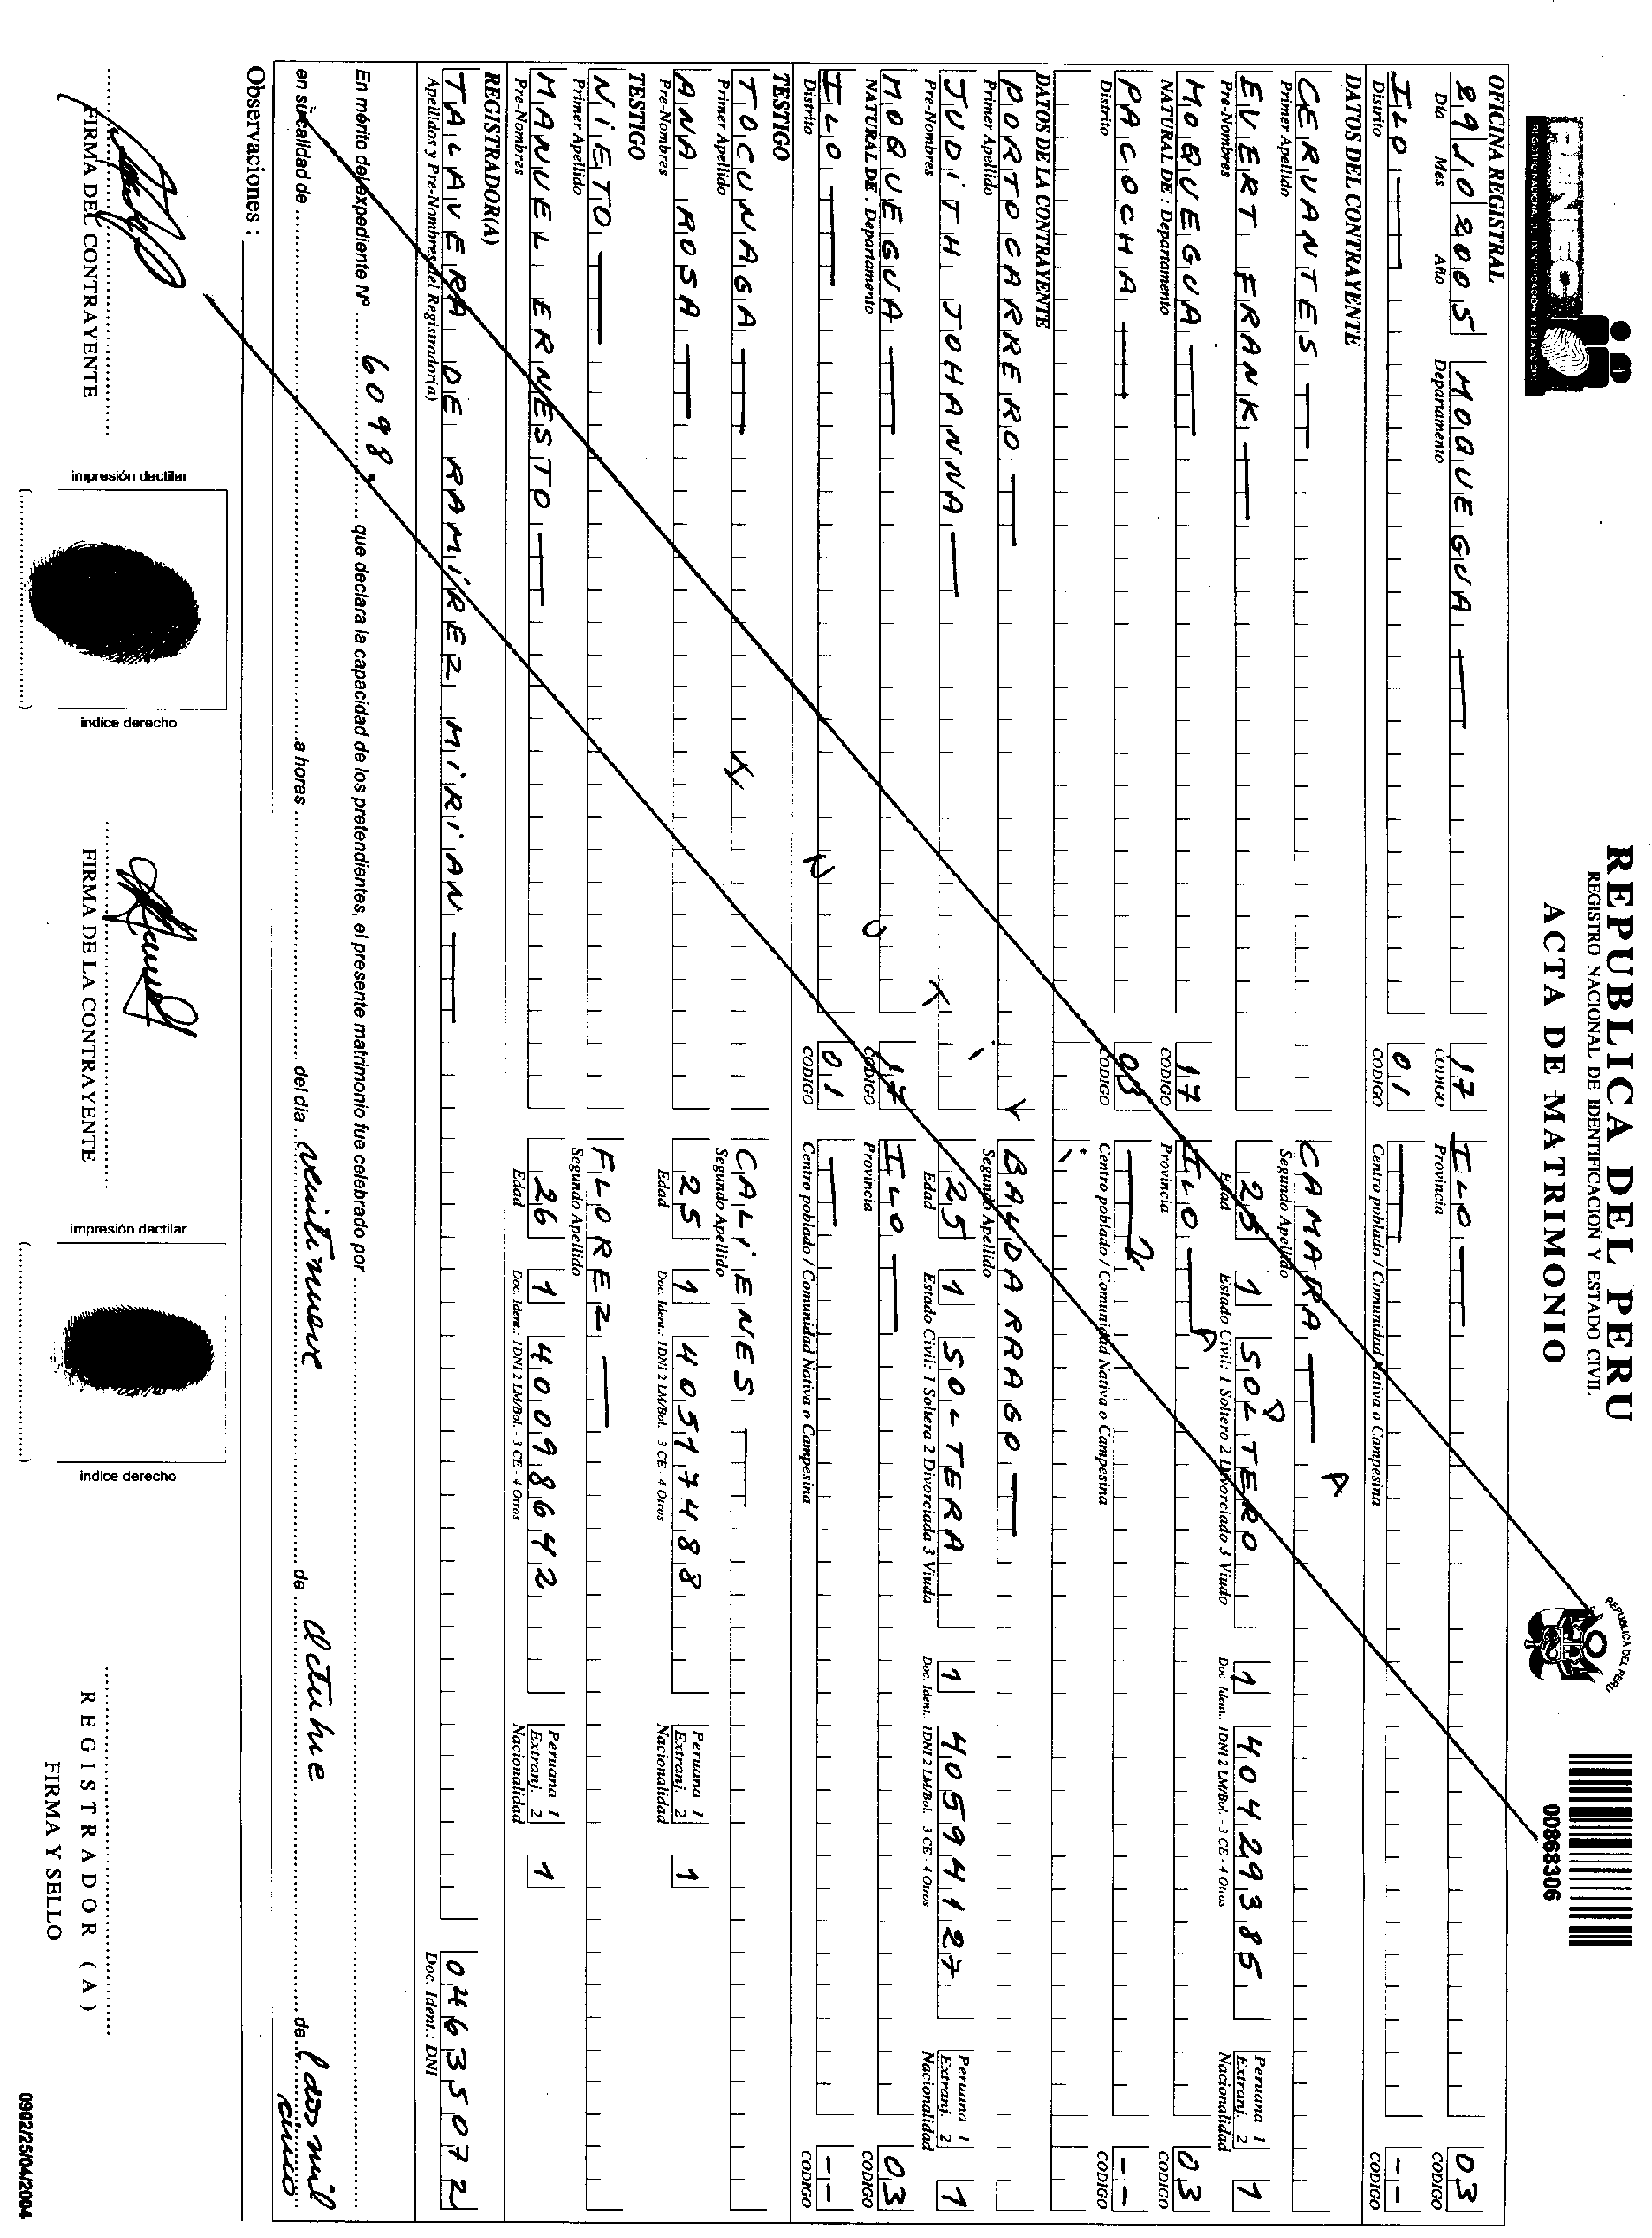 RENIEC
REGISTRO NACIONAL DE IDENTIFICACION Y ESTADO CIVIL
REPUBLICA DEL PERU
REGISTRO NACIONAL DE IDENTIFICACION Y ESTADO CIVIL
ACTA DE MATRIMONIO
REPUBLICA DEL PERU
00868306
OFICINA REGISTRAL
29 10 2005 MOQUEGUA 17 ILO 03
Día Mes Año Departamento CODIGO Provincia CODIGO
ILO 01 --
Distrito CODIGO Centro poblado / Comunidad Nativa o Campesina CODIGO
DATOS DEL CONTRAYENTE
CERVANTES CAMARA
Primer Apellido Segundo Apellido
EVERT FRANK 25 1 SOLTERO 1 40429385 Peruana 1 Extranj. 2 1
Pre-Nombres Edad Estado Civil: 1 Soltero 2 Divorciado 3 Viudo Doc. Ident.: 1DNI 2 LM/Bol. - 3 CE - 4 Otros Nacionalidad
MOQUEGUA 17 ILO 03
NATURAL DE : Departamento CODIGO Provincia CODIGO
PACOCHA 03 --
Distrito CODIGO Centro poblado / Comunidad Nativa o Campesina CODIGO
DATOS DE LA CONTRAYENTE
PORTOCARRERO BAYDARRAGO
Primer Apellido Segundo Apellido
JUDITH JOHANNA 25 1 SOLTERA 1 40594127 Peruana 1 Extranj. 2 1
Pre-Nombres Edad Estado Civil: 1 Soltera 2 Divorciada 3 Viuda Doc. Ident.: 1DNI 2 LM/Bol. 3 CE - 4 Otros Nacionalidad
MOQUEGUA 17 ILO 03
NATURAL DE : Departamento CODIGO Provincia CODIGO
ILO 01 --
Distrito CODIGO Centro poblado / Comunidad Nativa o Campesina CODIGO
TESTIGO
TOCUNAGA CALIENES
Primer Apellido Segundo Apellido
ANA ROSA 25 1 40517488 Peruana 1 Extranj. 2 1
Pre-Nombres Edad Doc. Ident.: 1DNI 2 LM/Bol. 3 CE - 4 Otros Nacionalidad
TESTIGO
NIETO FLOREZ
Primer Apellido Segundo Apellido
MANUEL ERNESTO 26 1 40098642 Peruana 1 Extranj. 2 1
Pre-Nombres Edad Doc. Ident.: 1DNI 2 LM/Bol. - 3 CE - 4 Otros Nacionalidad
REGISTRADOR(A)
TALAVERA DE RAMIREZ MIRIAN 04635072
Apellidos y Pre-Nombres del Registrador(a) Doc. Ident.: DNI
En mérito del expediente Nº 6098. que declara la capacidad de los pretendientes, el presente matrimonio fue celebrado por
en su calidad de a horas del día veintinueve de octubre de l dos mil cinco
Observaciones :
FIRMA DEL CONTRAYENTE
impresión dactilar
índice derecho
FIRMA DE LA CONTRAYENTE
impresión dactilar
índice derecho
REGISTRADOR (A)
FIRMA Y SELLO
0902/25/04/2004